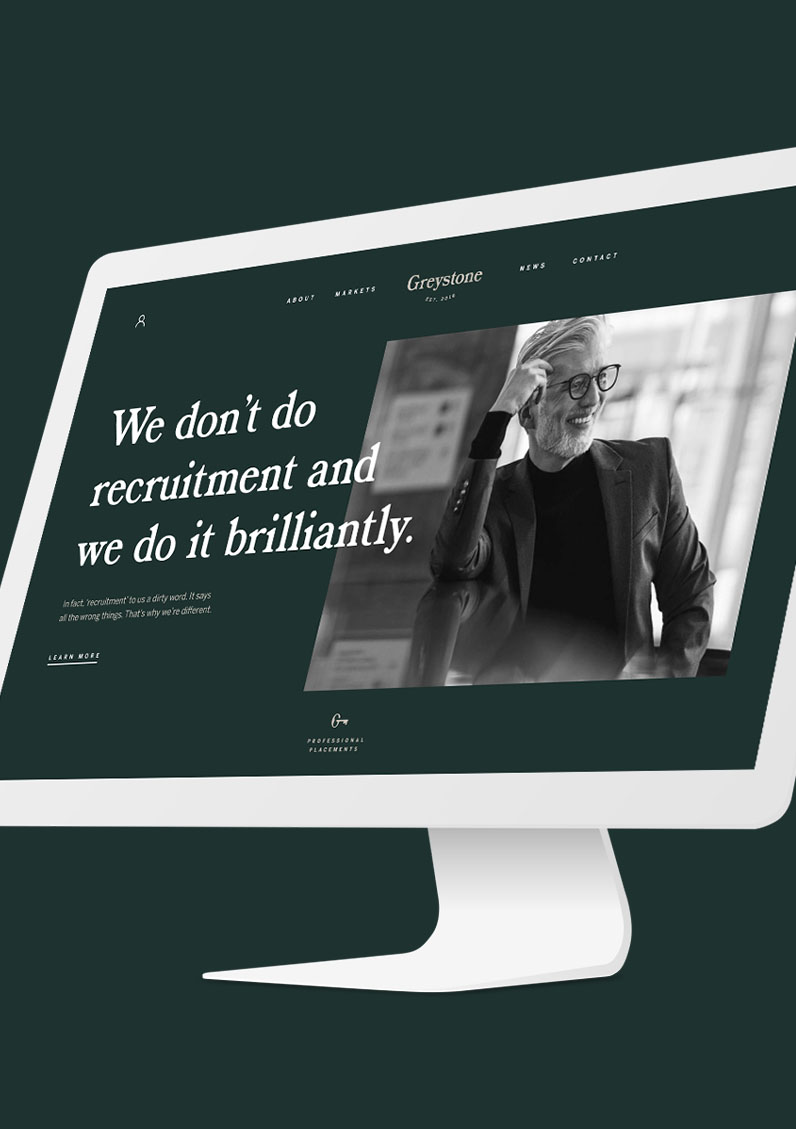 ABOUT
MARKETS
Greystone
EST. 2016
NEWS
CONTACT
We don't do
recruitment and
we do it brilliantly.
In fact, 'recruitment' to us a dirty word. It says
all the wrong things. That's why we're different.
LEARN MORE
PROFESSIONAL
PLACEMENTS